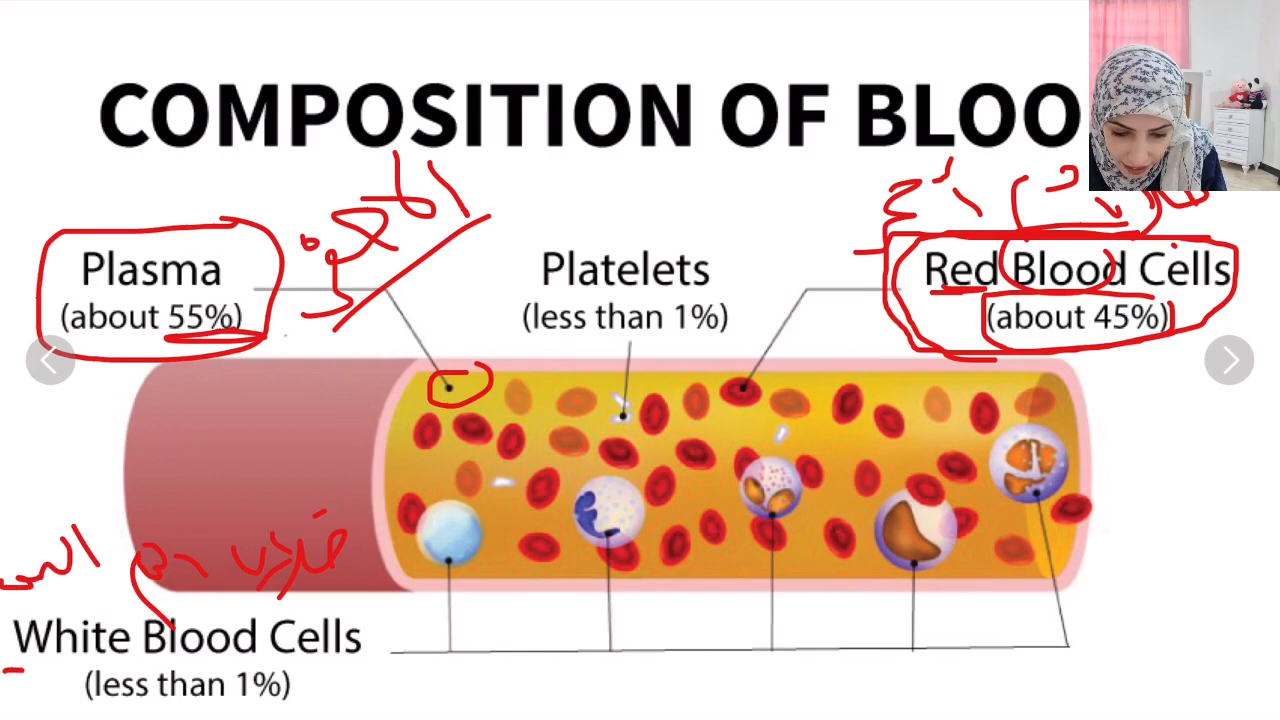 COMPOSITION OF BLOO
Plasma
(about 55%)
Platelets
(less than 1%)
Red Blood Cells
(about 45%)
White Blood Cells
(less than 1%)